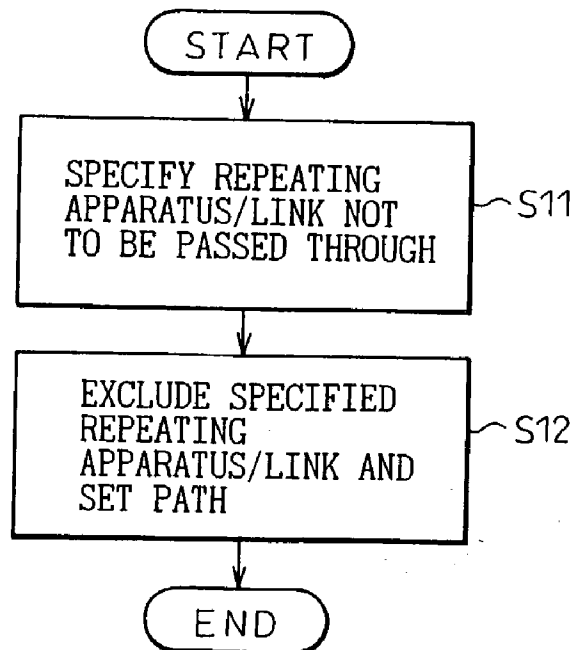 START
SPECIFY REPEATING
APPARATUS/LINK NOT
TO BE PASSED THROUGH
S11
EXCLUDE SPECIFIED
REPEATING
APPARATUS/LINK AND
SET PATH
S12
END